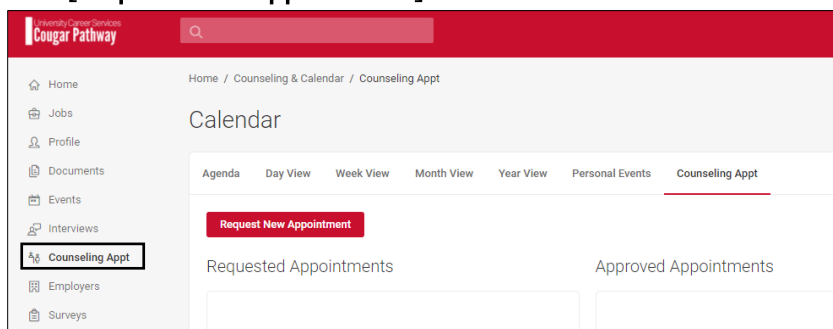 University Career Services
Cougar Pathway
Home
Jobs
Profile
Documents
Events
Interviews
Counseling Appt
Employers
Surveys
Home / Counseling & Calendar / Counseling Appt
Calendar
Agenda Day View Week View Month View Year View Personal Events Counseling Appt
Request New Appointment
Requested Appointments Approved Appointments